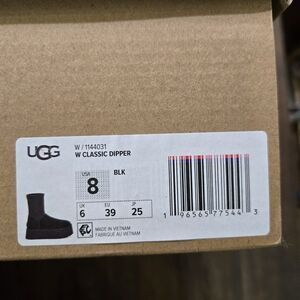 UGG
W / 1144031
W CLASSIC DIPPER
USA
8
BLK
UK EU JP
6 39 25
MADE IN VIETNAM
FABRIQUÉ AU VIETNAM
1 96565 77544 3